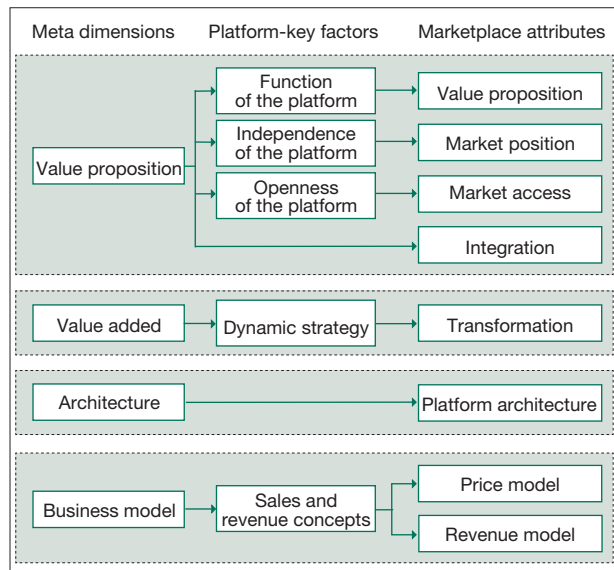 Meta dimensions Platform-key factors Marketplace attributes
Value proposition
Function
of the platform
Value proposition
Independence
of the platform
Market position
Openness
of the platform
Market access
Integration
Value added Dynamic strategy Transformation
Architecture Platform architecture
Business model
Sales and
revenue concepts
Price model
Revenue model